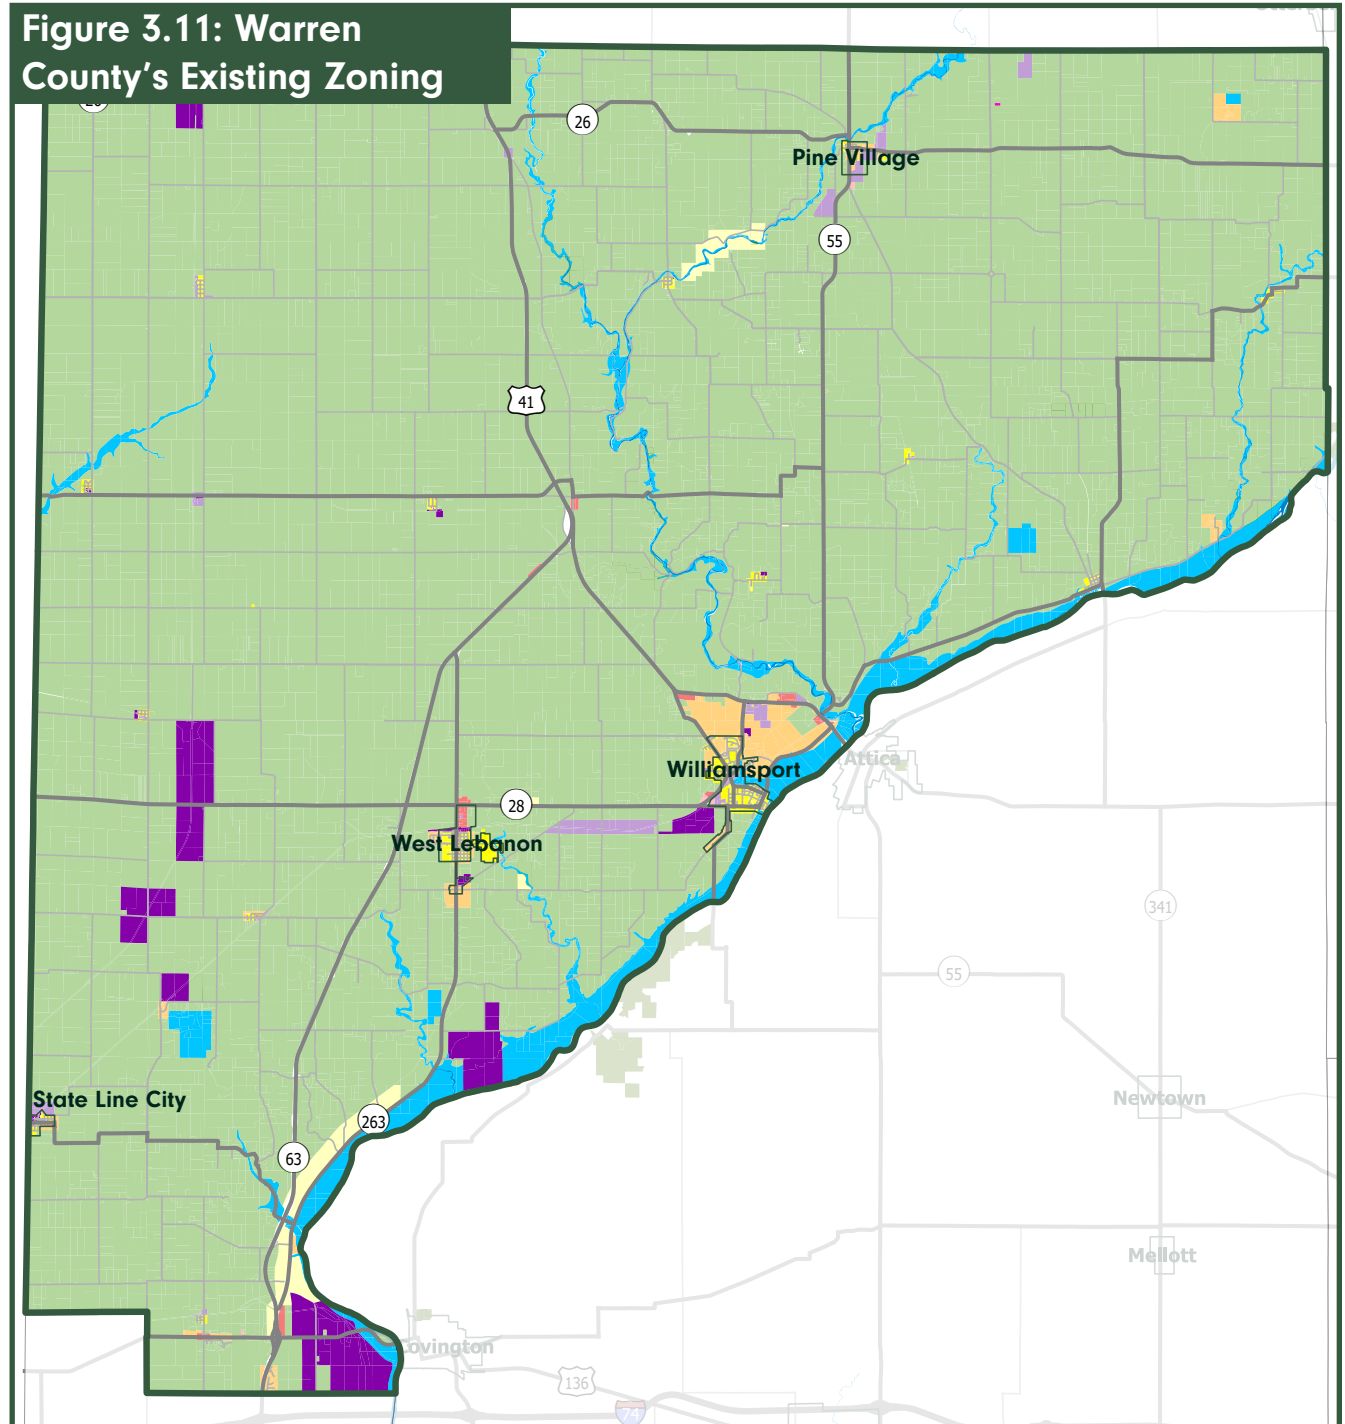 Figure 3.11: Warren
County's Existing Zoning
26
Pine Village
55
41
Williamsport
Attica
28
West Lebanon
341
55
State Line City
Newtown
263
63
Mellott
Covington
136
74